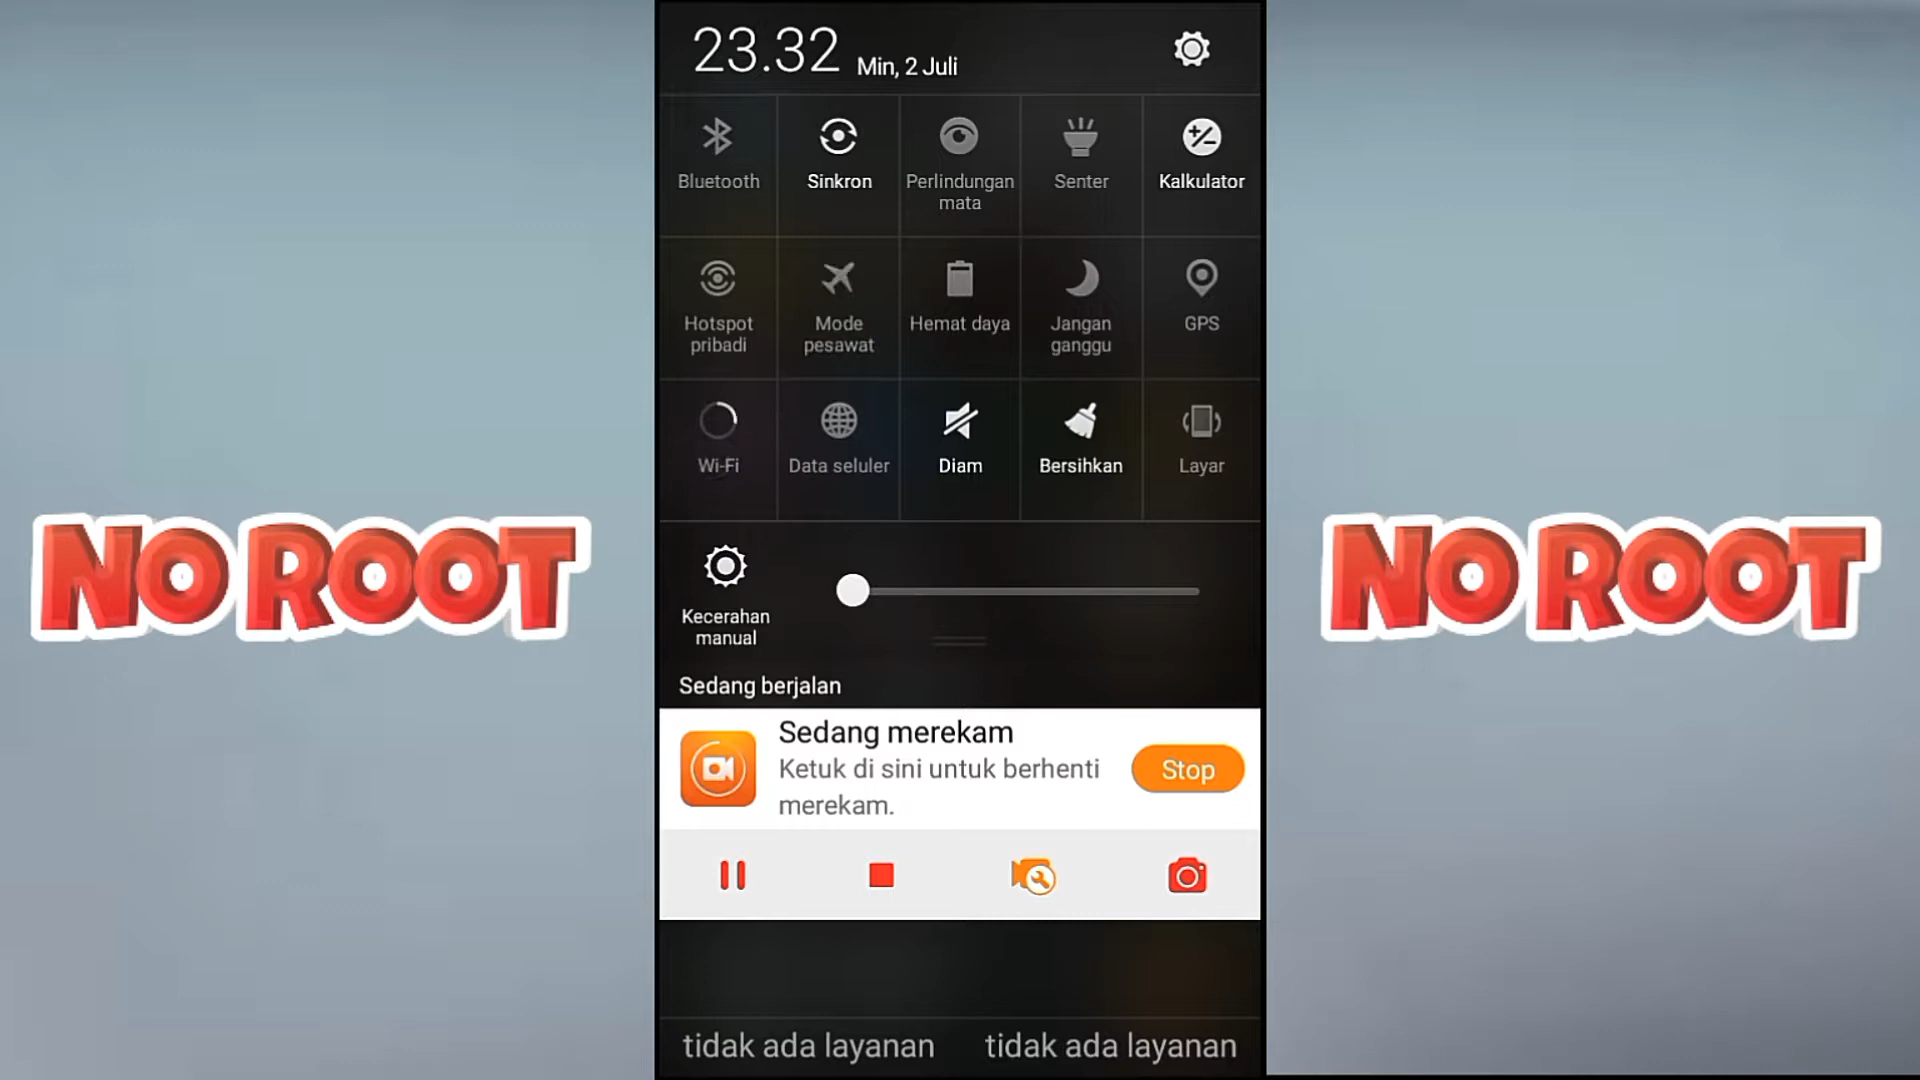 23.32 Min, 2 Juli
Bluetooth Sinkron Perlindungan mata Senter Kalkulator
Hotspot pribadi Mode pesawat Hemat daya Jangan ganggu GPS
Wi-Fi Data seluler Diam Bersihkan Layar
NO ROOT
NO ROOT
Kecerahan
manual
Sedang berjalan
Sedang merekam
Ketuk di sini untuk berhenti
merekam.
Stop
tidak ada layanan tidak ada layanan